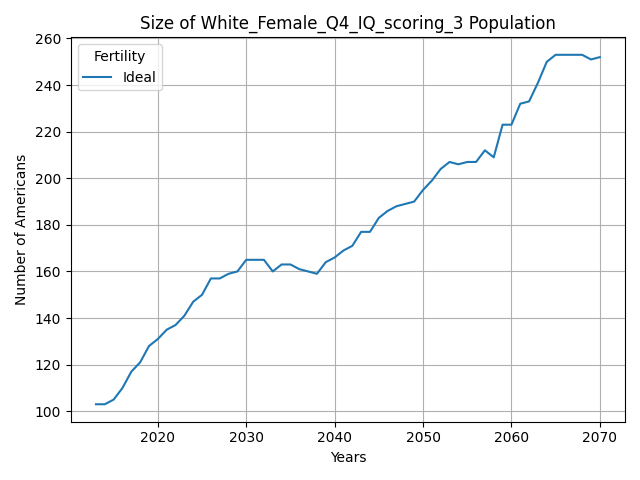 Size of White_Female_Q4_IQ_scoring_3 Population
Fertility
Ideal
Number of Americans
260
240
220
200
180
160
140
120
100
2020 2030 2040 2050 2060 2070
Years